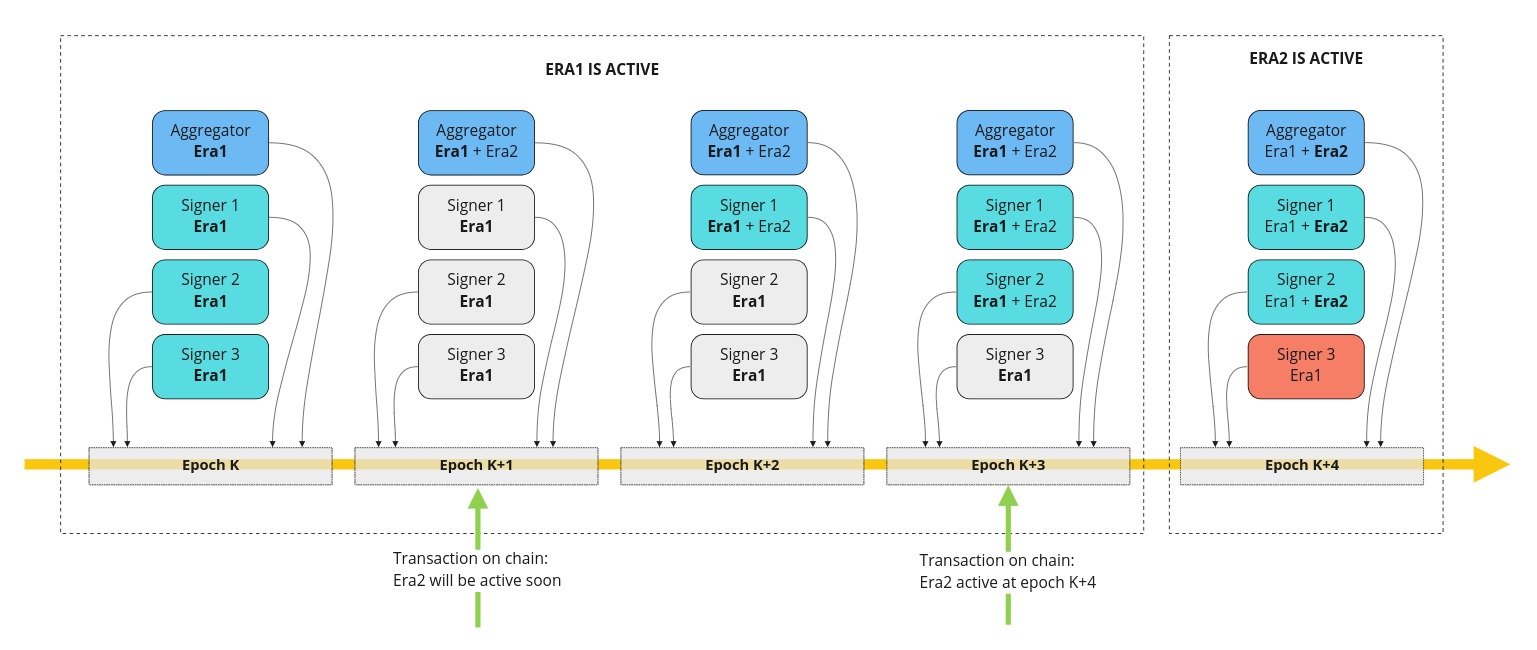 ERA1 IS ACTIVE
ERA2 IS ACTIVE
Aggregator
Era1
Signer 1
Era1
Signer 2
Era1
Signer 3
Era1
Epoch K
Aggregator
Era1 + Era2
Signer 1
Era1
Signer 2
Era1
Signer 3
Era1
Epoch K+1
Aggregator
Era1 + Era2
Signer 1
Era1 + Era2
Signer 2
Era1
Signer 3
Era1
Epoch K+2
Aggregator
Era1 + Era2
Signer 1
Era1 + Era2
Signer 2
Era1 + Era2
Signer 3
Era1
Epoch K+3
Aggregator
Era1 + Era2
Signer 1
Era1 + Era2
Signer 2
Era1 + Era2
Signer 3
Era1
Epoch K+4
Transaction on chain:
Era2 will be active soon
Transaction on chain:
Era2 active at epoch K+4